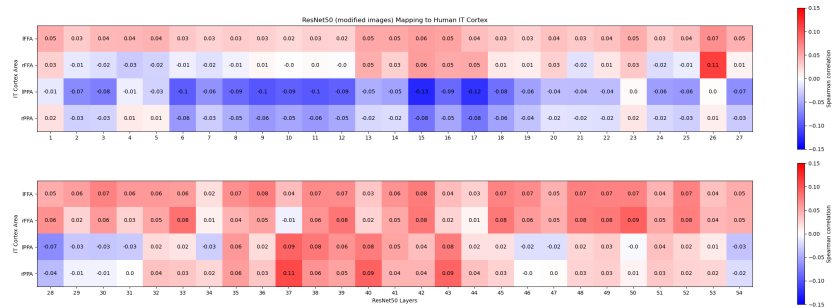 ResNet50 (modified images) Mapping to Human IT Cortex
IT Cortex Area
lFFA 0.05 0.03 0.04 0.04 0.04 0.03 0.03 0.03 0.02 0.03 0.02 0.03 0.05 0.05 0.06 0.05 0.04 0.03 0.03 0.04 0.03 0.04 0.05 0.04 0.03 0.07 0.05
rFFA 0.03 -0.01 -0.02 -0.03 -0.02 -0.01 0.01 -0.01 -0.0 -0.0 -0.0 -0.0 0.05 0.03 0.06 0.05 0.05 0.01 0.02 0.01 -0.02 0.01 0.03 -0.01 0.03 0.11 0.01
lPPA -0.01 -0.07 -0.08 -0.01 -0.03 -0.1 -0.06 -0.09 -0.1 -0.08 -0.11 -0.09 -0.05 -0.05 -0.13 -0.09 -0.12 -0.08 -0.06 -0.05 -0.04 -0.05 0.0 -0.06 -0.06 0.0 -0.07
rPPA 0.02 -0.03 -0.03 0.01 0.01 -0.06 -0.03 -0.05 -0.06 -0.05 -0.06 -0.05 -0.02 -0.02 -0.08 -0.05 -0.08 -0.06 -0.04 -0.02 -0.02 -0.02 0.02 -0.03 -0.01 0.04 -0.03
1 2 3 4 5 6 7 8 9 10 11 12 13 14 15 16 17 18 19 20 21 22 23 24 25 26 27
0.15
0.10
0.05
0.00
−0.05
−0.10
−0.15
Spearman correlation
IT Cortex Area
lFFA 0.05 0.06 0.07 0.06 0.06 0.06 0.02 0.06 0.08 0.04 0.07 0.07 0.03 0.06 0.08 0.04 0.03 0.07 0.07 0.05 0.07 0.07 0.08 0.05 0.07 0.04 0.05
rFFA 0.06 0.02 0.06 0.03 0.05 0.08 0.01 0.04 0.05 -0.01 0.06 0.08 0.02 0.05 0.08 0.04 0.01 0.08 0.05 0.06 0.06 0.06 0.09 0.05 0.08 0.04 0.05
lPPA -0.07 -0.03 -0.03 -0.03 0.02 0.02 -0.03 0.06 0.02 0.09 0.08 0.06 0.08 0.06 0.04 0.08 0.02 0.02 -0.02 -0.02 0.03 0.04 -0.0 0.04 0.02 0.01 -0.03
rPPA -0.04 -0.01 -0.01 0.0 0.04 0.03 0.02 0.06 0.03 0.11 0.06 0.06 0.09 0.04 0.03 0.09 0.04 0.03 -0.0 0.0 0.03 0.04 0.02 0.04 0.02 0.02 -0.02
28 29 30 31 32 33 34 35 36 37 38 39 40 41 42 43 44 45 46 47 48 49 50 51 52 53 54
ResNet50 Layers
0.15
0.10
0.05
0.00
−0.05
−0.10
−0.15
Spearman correlation